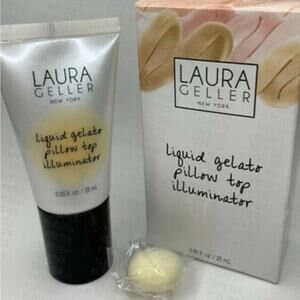 LAURA
GELLER
NEW YORK
liquid gelato
pillow top
illuminator
0.85 fl oz / 25 mL
LAURA
GELLER
NEW YORK
liquid gelato
pillow top
illuminator
0.85 fl oz / 25 mL